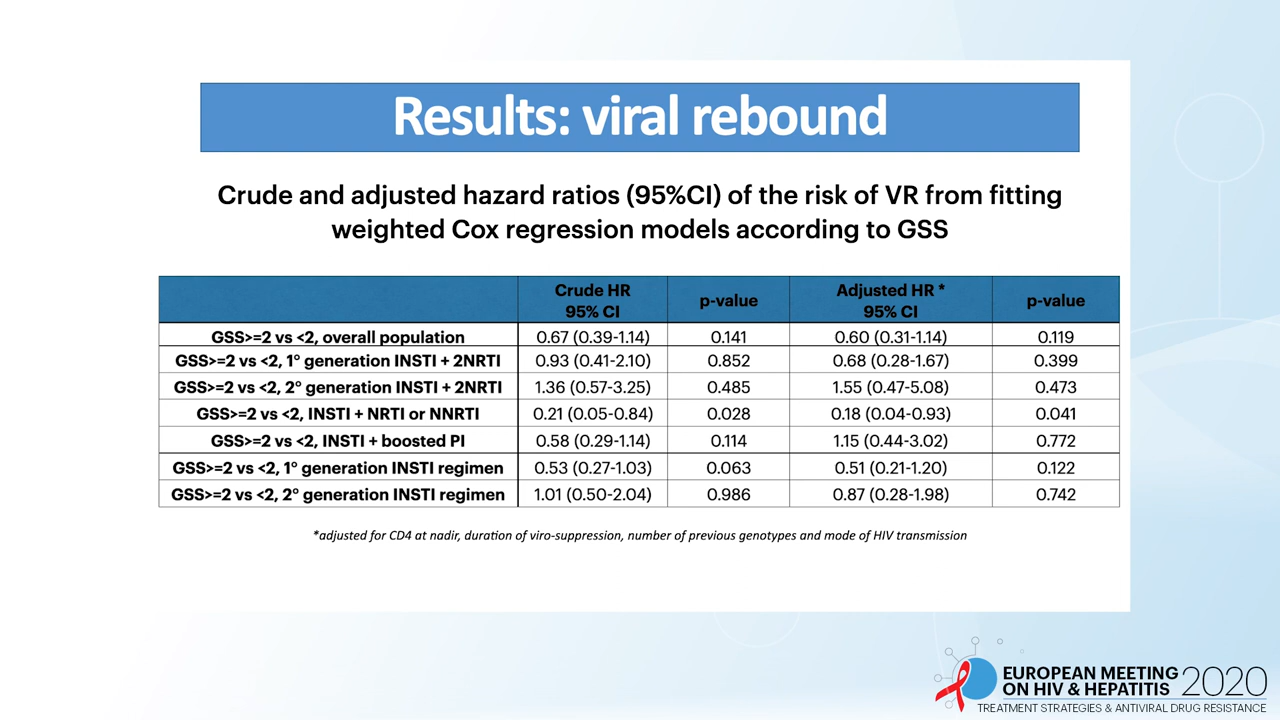 Results: viral rebound
Crude and adjusted hazard ratios (95%CI) of the risk of VR from fitting
weighted Cox regression models according to GSS
Crude HR 95% CI p-value Adjusted HR * 95% CI p-value
GSS>=2 vs <2, overall population 0.67 (0.39-1.14) 0.141 0.60 (0.31-1.14) 0.119
GSS>=2 vs <2, 1° generation INSTI + 2NRTI 0.93 (0.41-2.10) 0.852 0.68 (0.28-1.67) 0.399
GSS>=2 vs <2, 2° generation INSTI + 2NRTI 1.36 (0.57-3.25) 0.485 1.55 (0.47-5.08) 0.473
GSS>=2 vs <2, INSTI + NRTI or NNRTI 0.21 (0.05-0.84) 0.028 0.18 (0.04-0.93) 0.041
GSS>=2 vs <2, INSTI + boosted PI 0.58 (0.29-1.14) 0.114 1.15 (0.44-3.02) 0.772
GSS>=2 vs <2, 1° generation INSTI regimen 0.53 (0.27-1.03) 0.063 0.51 (0.21-1.20) 0.122
GSS>=2 vs <2, 2° generation INSTI regimen 1.01 (0.50-2.04) 0.986 0.87 (0.28-1.98) 0.742
*adjusted for CD4 at nadir, duration of viro-suppression, number of previous genotypes and mode of HIV transmission
EUROPEAN MEETING
ON HIV & HEPATITIS 2020
TREATMENT STRATEGIES & ANTIVIRAL DRUG RESISTANCE